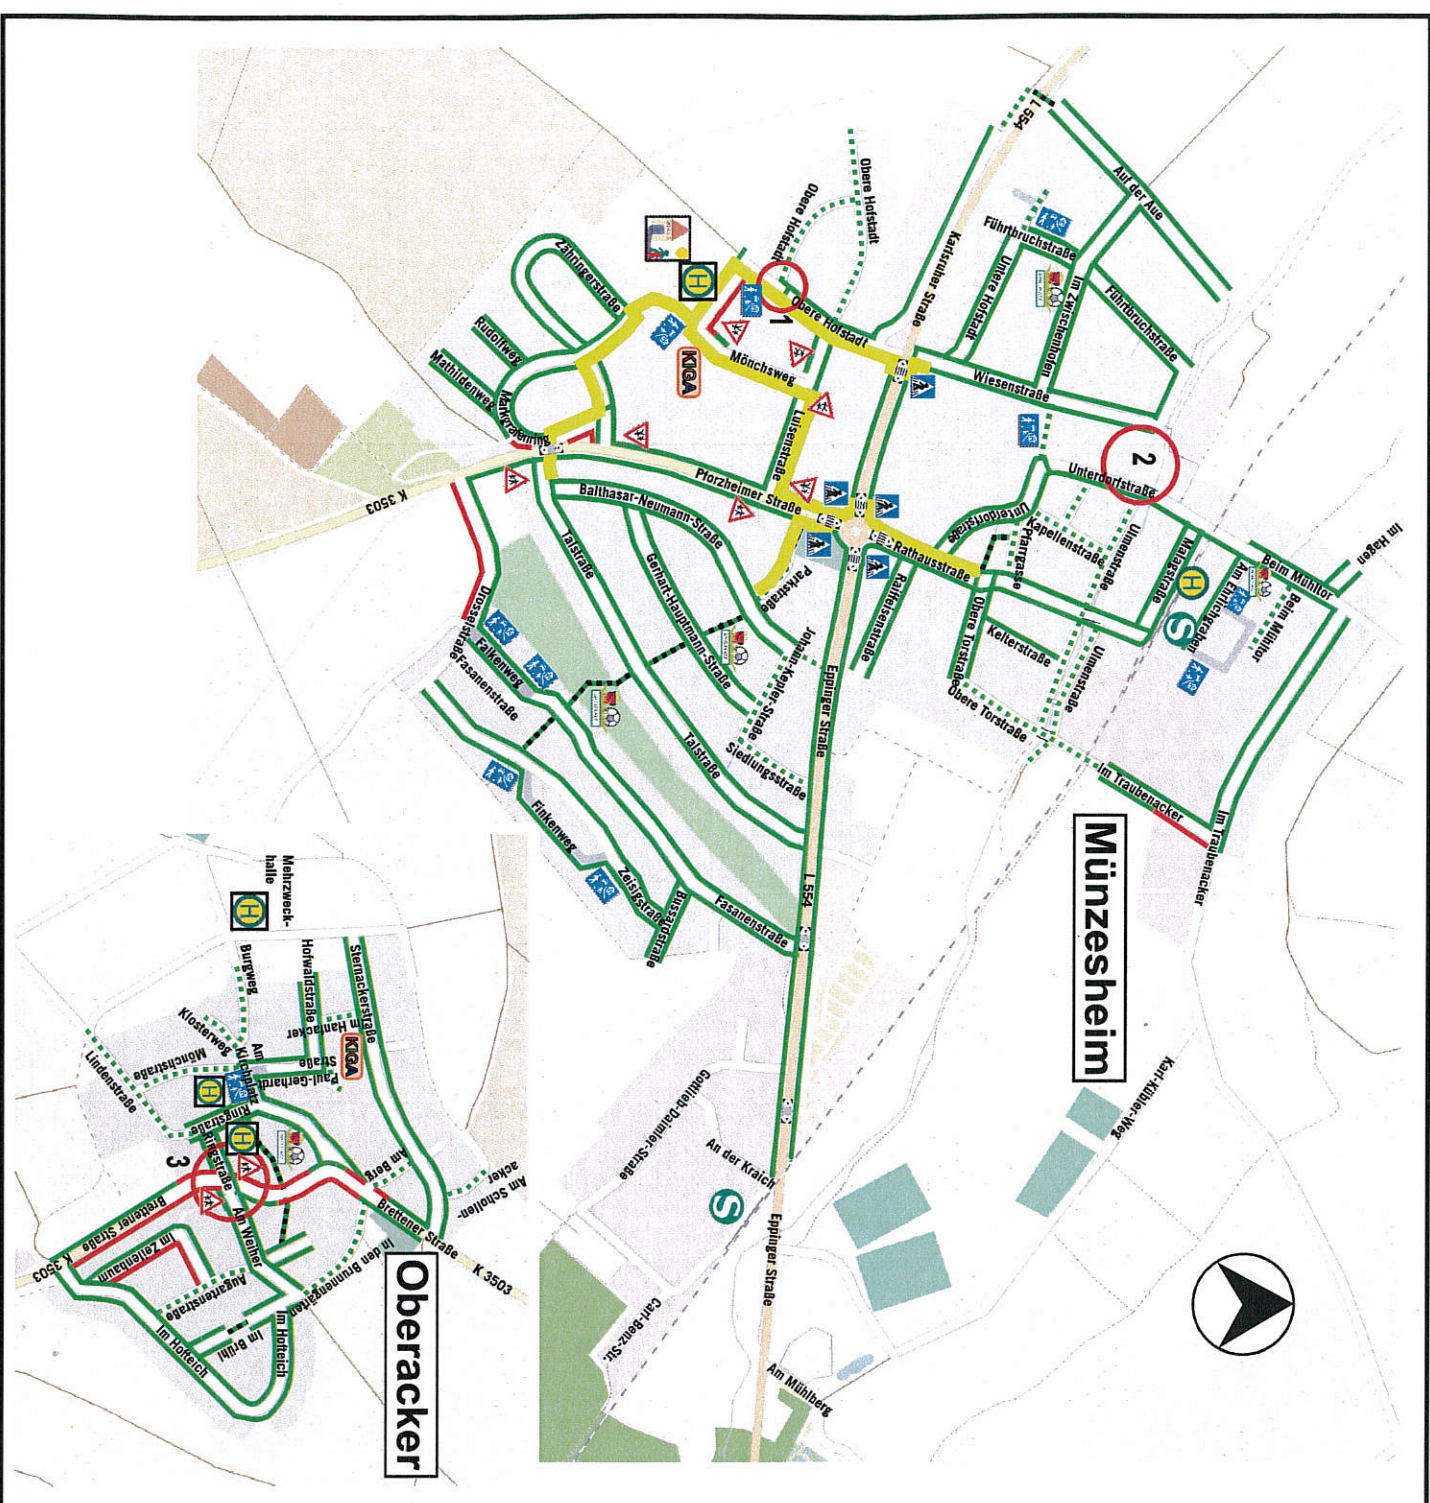 L 554
Auf der Aue
Obere Hofstadt
Obere Hofstadt
Karlsruher Straße
Führtbruchstraße
Untere Hofstadt
Im Zwischenhofen
Führtbruchstraße
Zähringerstraße
H
1
Obere Hofstadt
Wiesenstraße
Rudolfweg
Mathildenweg
Markgrafenring
KIGA
Mönchsweg
Luisenstraße
2
Unterdorfstraße
K 3503
Pforzheimer Straße
Balthasar-Neumann-Straße
Talstraße
Gerhart-Hauptmann-Straße
Parkstraße
Rathausstraße
Raiffeisenstraße
Unterdorfstraße
Pfarrgasse
Kapellenstraße
Ulmenstraße
Malagstraße
H
S
Am Ehrlichgraben
Beim Mühltor
Im Hagen
Beim Mühltor
Drosselstraße
Falkenweg
Fasanenstraße
Johann-Kepler-Straße
Siedlungsstraße
Talstraße
Eppinger Straße
Obere Torstraße
Kelterstraße
Ulmenstraße
Obere Torstraße
Im Traubenacker
Im Traubenacker
Finkenweg
Zeisigstraße
Bussardstraße
Fasanenstraße
L 554
Münzesheim
Karl-Kübler-Weg
Gottlieb-Daimler-Straße
An der Kraich
S
Eppinger Straße
Carl-Benz-Str.
Am Mühlberg
Mehrzweck-
halle
H
Burgweg
Hofwaldstraße
Sternackerstraße
Im Hanfacker
KIGA
Klosterweg
Mönchstraße
Lindenstraße
Am
Kirchplatz
Paul-Gerhardt
Straße
H
Ringstraße
H
Ringstraße
3
Am Berg
Am Schollen-
acker
Brettener Straße
Brettener Straße
K 3503
K 3503
Am Weiher
Im Zeilenbaum
Augartenstraße
In den Brunnengärten
Im Hofteich
Im Brühl
Im Hofteich
Oberacker